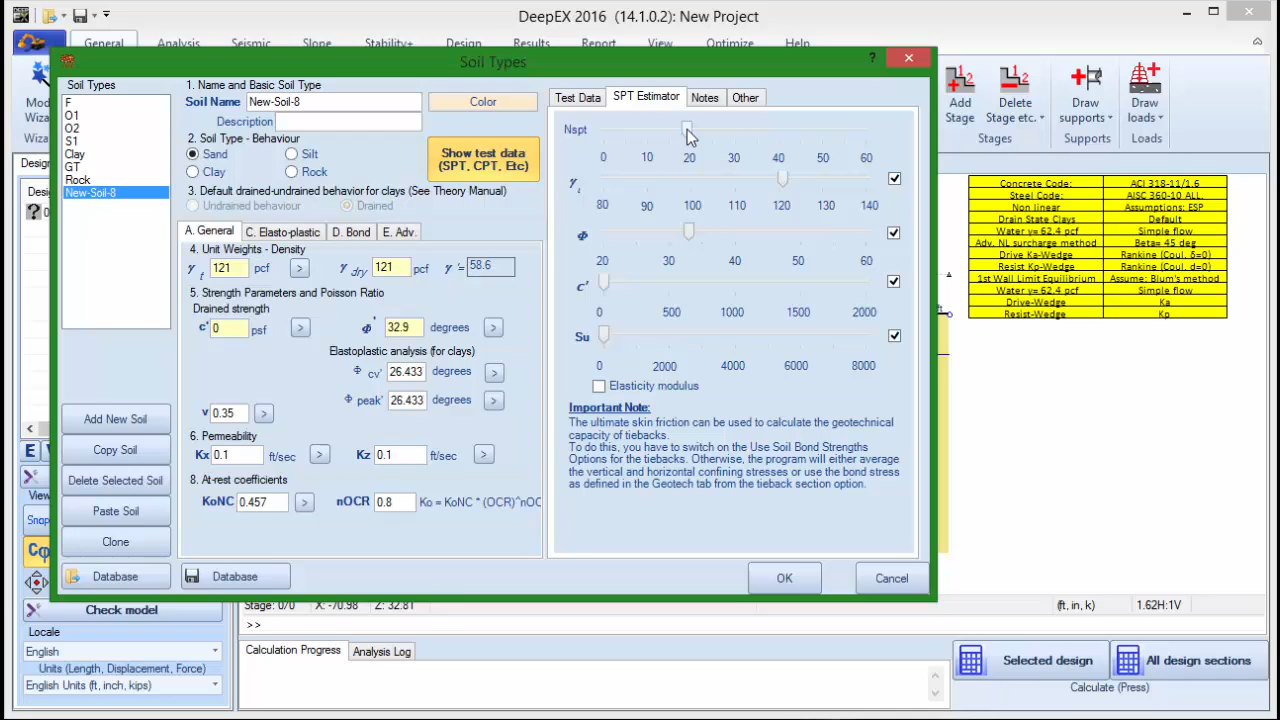 DeepEX 2016 (14.1.0.2): New Project
General
Analysis
Seismic
Slope
Stability+
Design
Results
Report
View
Optimize
Help
Soil Types
?
Soil Types
F
O1
O2
S1
Clay
GT
Rock
New-Soil-8
Add New Soil
Copy Soil
Delete Selected Soil
Paste Soil
Clone
Database
Database
1. Name and Basic Soil Type
Soil Name New-Soil-8
Color
Description
2. Soil Type - Behaviour
Sand
Silt
Clay
Rock
Show test data
(SPT, CPT, Etc)
3. Default drained-undrained behavior for clays (See Theory Manual)
Undrained behaviour
Drained
A. General
C. Elasto-plastic
D. Bond
E. Adv.
4. Unit Weights - Density
γ t 121 pcf >
γ dry 121 pcf γ'= 58.6
5. Strength Parameters and Poisson Ratio
Drained strength
c' 0 psf >
Φ' 32.9 degrees >
Elastoplastic analysis (for clays)
Φ cv' 26.433 degrees >
Φ peak' 26.433 degrees >
v 0.35 >
6. Permeability
Kx 0.1 ft/sec >
Kz 0.1 ft/sec >
8. At-rest coefficients
KoNC 0.457 >
nOCR 0.8 Ko = KoNC * (OCR)^nOC
Test Data
SPT Estimator
Notes
Other
Nspt
0 10 20 30 40 50 60
γ t
80 90 100 110 120 130 140
Φ
20 30 40 50 60
c'
0 500 1000 1500 2000
Su
0 2000 4000 6000 8000
Elasticity modulus
Important Note:
The ultimate skin friction can be used to calculate the geotechnical
capacity of tiebacks.
To do this, you have to switch on the Use Soil Bond Strengths
Options for the tiebacks. Otherwise, the program will either average
the vertical and horizontal confining stresses or use the bond stress
as defined in the Geotech tab from the tieback section option.
OK
Cancel
Add
Stage
Delete
Stage etc.
Stages
Draw
supports
Supports
Draw
loads
Loads
Concrete Code: ACI 318-11/1.6
Steel Code: AISC 360-10 ALL.
Non linear Assumptions: ESP
Drain State Clays Default
Water γ= 62.4 pcf Simple flow
Adv. NL surcharge method Beta= 45 deg
Drive Ka-Wedge Rankine (Coul. δ=0)
Resist Kp-Wedge Rankine (Coul. d=0)
1st Wall Limit Equilibrium Assume: Blum's method
Water γ= 62.4 pcf Simple flow
Drive-Wedge Ka
Resist-Wedge Kp
Check model
Locale
English
Units (Length, Displacement, Force)
English Units (ft, inch, kips)
Stage: 0/0 X: -70.98 Z: 32.81
(ft, in, k)
1.62H:1V
>>
Calculation Progress
Analysis Log
Selected design
All design sections
Calculate (Press)